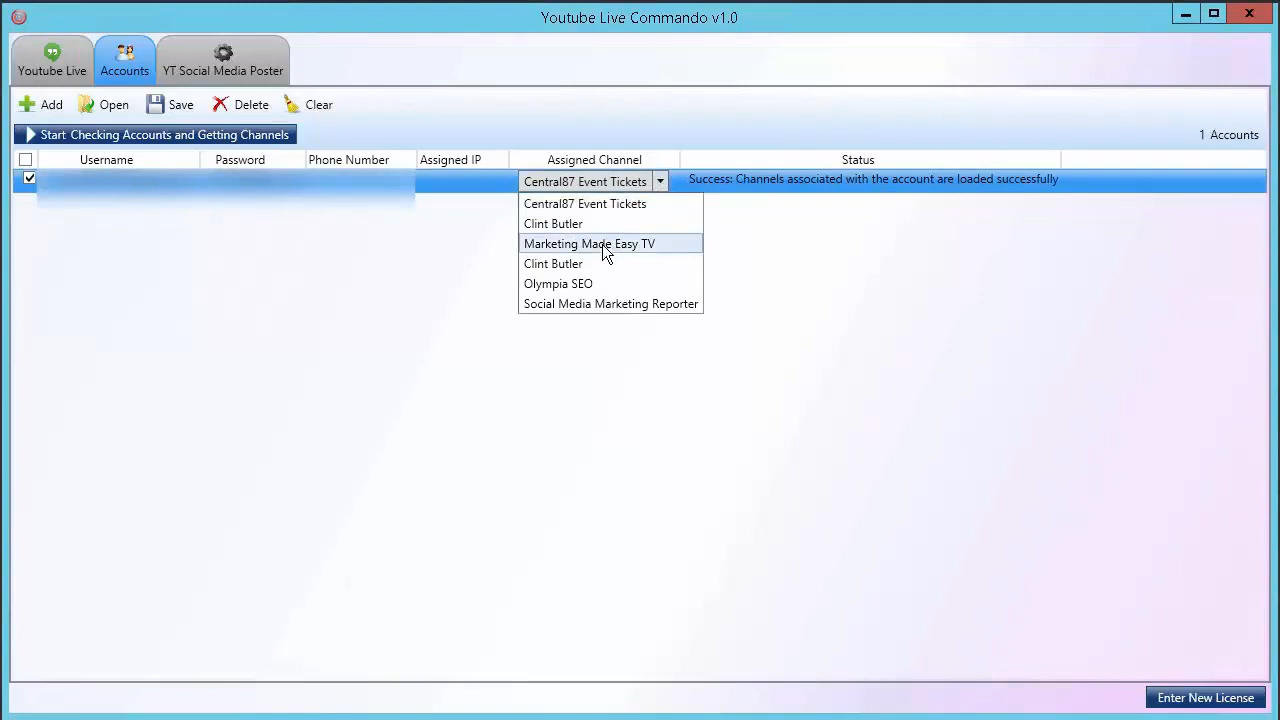 Youtube Live Commando v1.0
Youtube Live
Accounts
YT Social Media Poster
Add
Open
Save
Delete
Clear
Start Checking Accounts and Getting Channels
1 Accounts
Username
Password
Phone Number
Assigned IP
Assigned Channel
Status
Central87 Event Tickets
Success: Channels associated with the account are loaded successfully
Central87 Event Tickets
Clint Butler
Marketing Made Easy TV
Clint Butler
Olympia SEO
Social Media Marketing Reporter
Enter New License